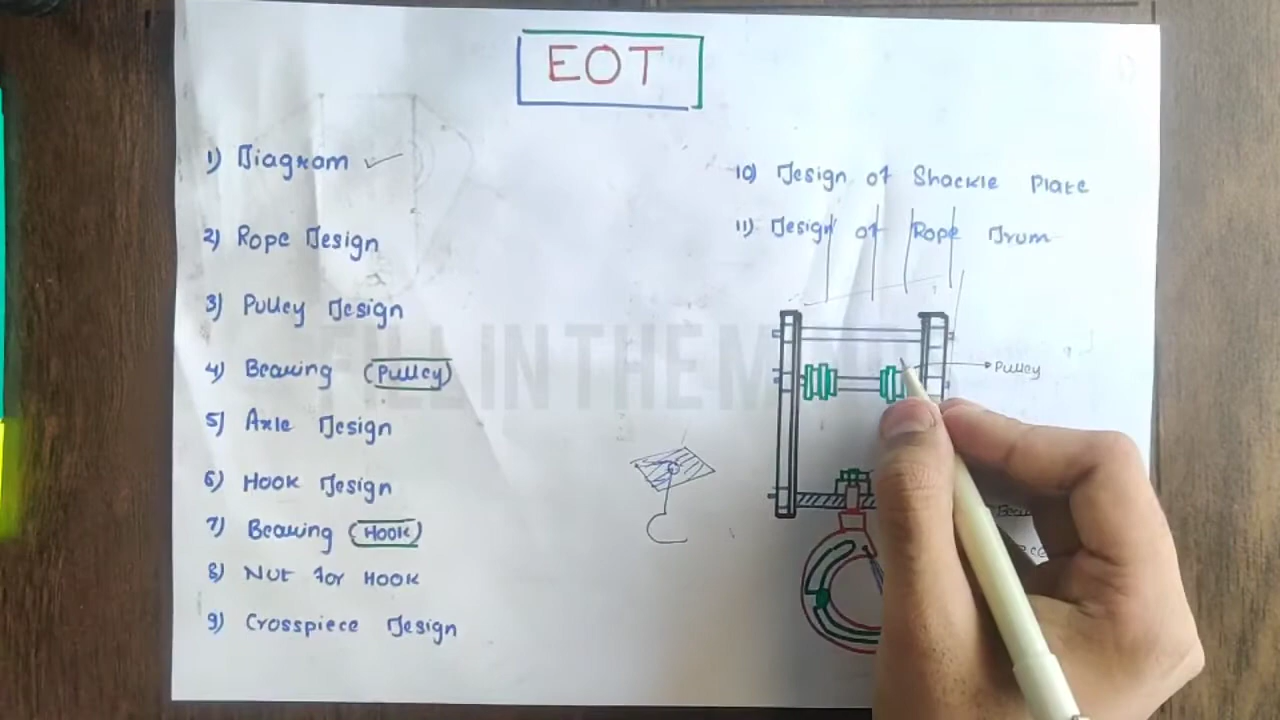 EOT
1) Diagram
2) Rope Design
3) Pulley Design
4) Bearing (Pulley)
5) Axle Design
6) Hook Design
7) Bearing (Hook)
8) Nut for Hook
9) Crosspiece Design
10) Design of Shackle Plate
11) Design of Rope Drum
Pulley